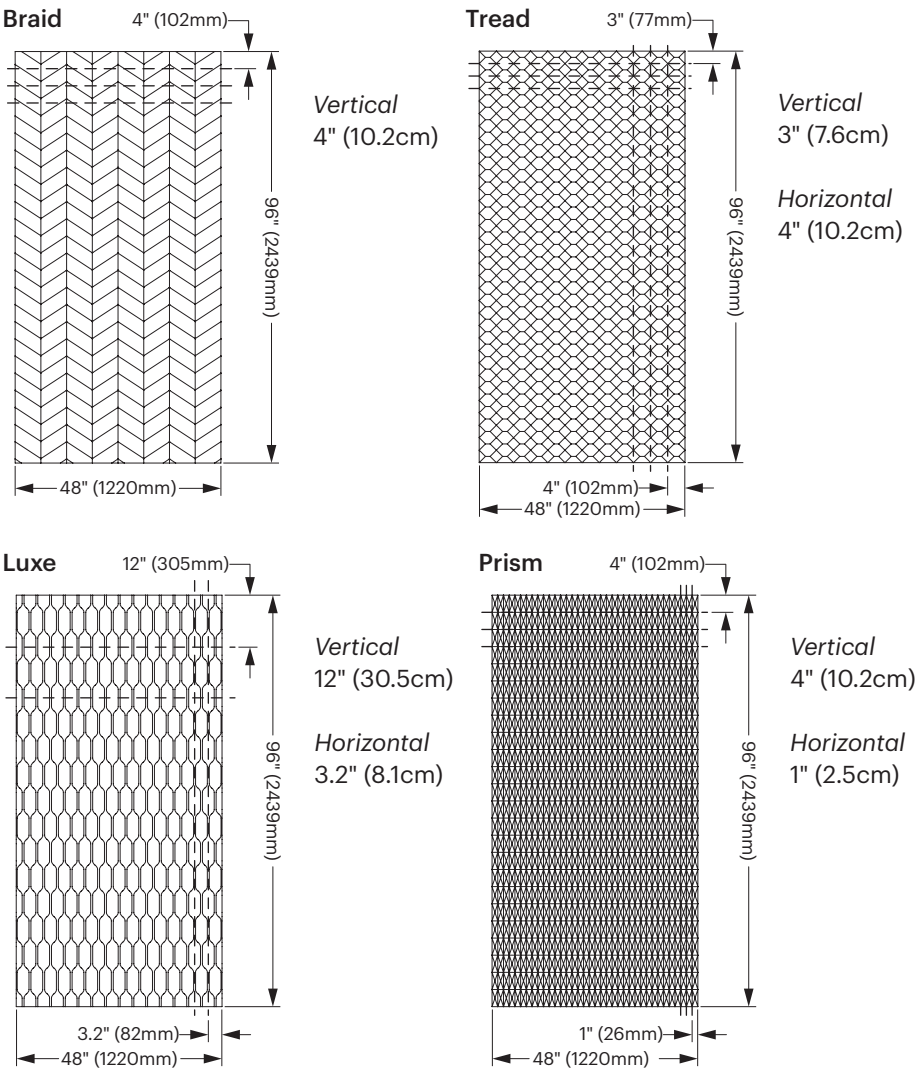 Braid
4" (102mm)
Vertical
4" (10.2cm)
96" (2439mm)
48" (1220mm)
Tread
3" (77mm)
Vertical
3" (7.6cm)
Horizontal
4" (10.2cm)
96" (2439mm)
4" (102mm)
48" (1220mm)
Luxe
12" (305mm)
Vertical
12" (30.5cm)
Horizontal
3.2" (8.1cm)
96" (2439mm)
3.2" (82mm)
48" (1220mm)
Prism
4" (102mm)
Vertical
4" (10.2cm)
Horizontal
1" (2.5cm)
96" (2439mm)
1" (26mm)
48" (1220mm)